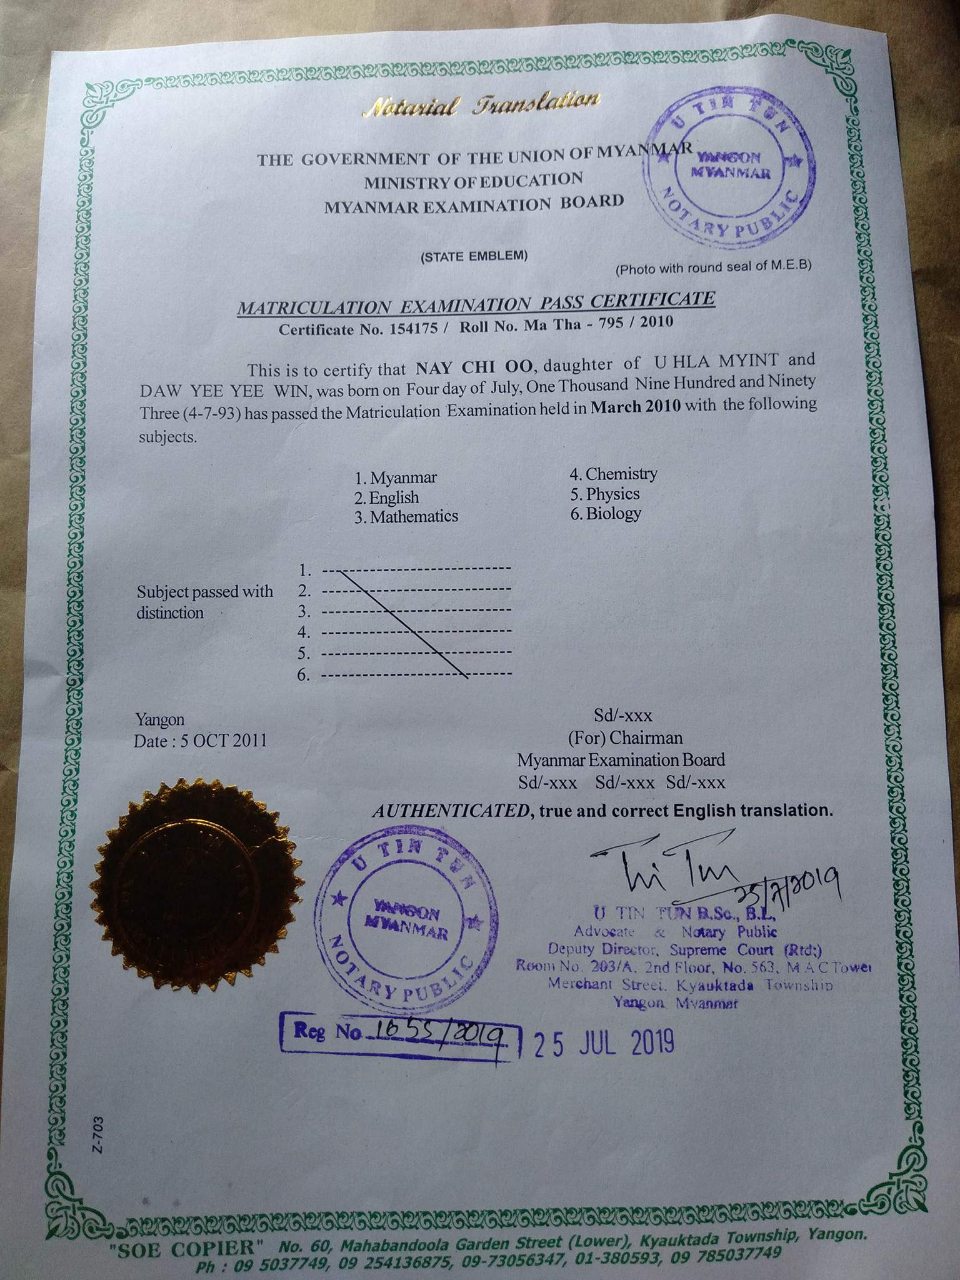 Notarial Translation
U TIN TUN
YANGON
MYANMAR
NOTARY PUBLIC
THE GOVERNMENT OF THE UNION OF MYANMAR
MINISTRY OF EDUCATION
MYANMAR EXAMINATION BOARD
(STATE EMBLEM)
(Photo with round seal of M.E.B)
MATRICULATION EXAMINATION PASS CERTIFICATE
Certificate No. 154175 / Roll No. Ma Tha - 795 / 2010
This is to certify that NAY CHI OO, daughter of U HLA MYINT and
DAW YEE YEE WIN, was born on Four day of July, One Thousand Nine Hundred and Ninety
Three (4-7-93) has passed the Matriculation Examination held in March 2010 with the following
subjects.
1. Myanmar
2. English
3. Mathematics
4. Chemistry
5. Physics
6. Biology
Subject passed with
distinction
1. ------------------------------
2. ------------------------------
3. ------------------------------
4. ------------------------------
5. ------------------------------
6. ------------------------------
Yangon
Date : 5 OCT 2011
Sd/-xxx
(For) Chairman
Myanmar Examination Board
Sd/-xxx Sd/-xxx Sd/-xxx
AUTHENTICATED, true and correct English translation.
U TIN TUN
YANGON
MYANMAR
NOTARY PUBLIC
25/7/2019
U TIN TUN B.Sc., B.L,
Advocate & Notary Public
Deputy Director, Supreme Court (Rtd;)
Room No. 203/A, 2nd Floor, No. 563, M A C Tower
Merchant Street, Kyauktada Township
Yangon Myanmar
Reg No 1655/2019
25 JUL 2019
Z-703
"SOE COPIER" No. 60, Mahabandoola Garden Street (Lower), Kyauktada Township, Yangon.
Ph : 09 5037749, 09 254136875, 09-73056347, 01-380593, 09 785037749